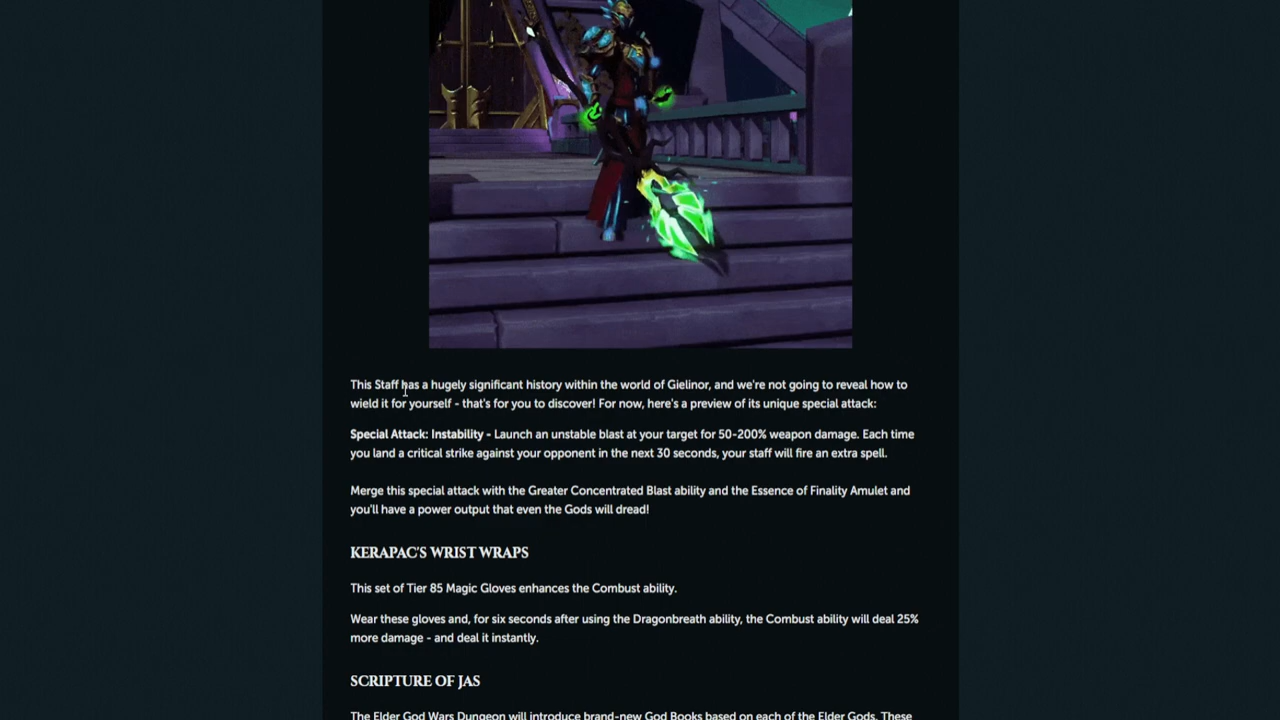 This Staff has a hugely significant history within the world of Gielinor, and we're not going to reveal how to
wield it for yourself - that's for you to discover! For now, here's a preview of its unique special attack:
Special Attack: Instability - Launch an unstable blast at your target for 50-200% weapon damage. Each time
you land a critical strike against your opponent in the next 30 seconds, your staff will fire an extra spell.
Merge this special attack with the Greater Concentrated Blast ability and the Essence of Finality Amulet and
you'll have a power output that even the Gods will dread!
KERAPAC'S WRIST WRAPS
This set of Tier 85 Magic Gloves enhances the Combust ability.
Wear these gloves and, for six seconds after using the Dragonbreath ability, the Combust ability will deal 25%
more damage - and deal it instantly.
SCRIPTURE OF JAS
The Elder God Wars Dungeon will introduce brand-new God Books based on each of the Elder Gods. These